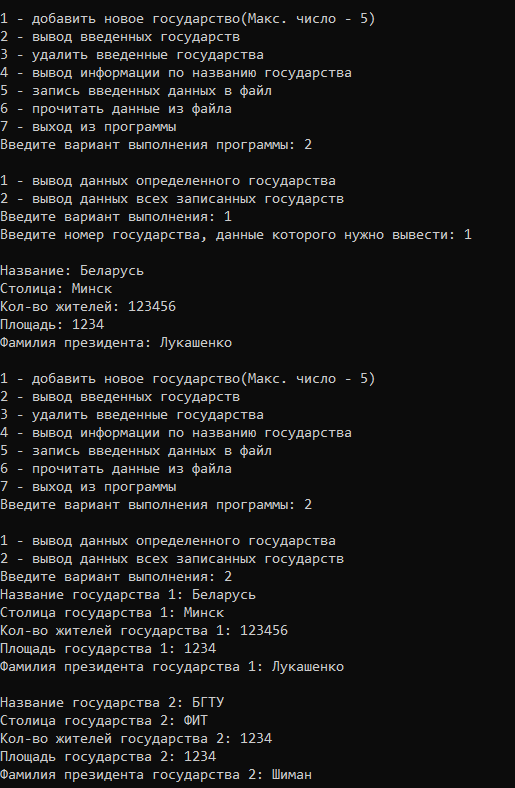 1 - добавить новое государство(Макс. число - 5)
2 - вывод введенных государств
3 - удалить введенные государства
4 - вывод информации по названию государства
5 - запись введенных данных в файл
6 - прочитать данные из файла
7 - выход из программы
Введите вариант выполнения программы: 2
1 - вывод данных определенного государства
2 - вывод данных всех записанных государств
Введите вариант выполнения: 1
Введите номер государства, данные которого нужно вывести: 1
Название: Беларусь
Столица: Минск
Кол-во жителей: 123456
Площадь: 1234
Фамилия президента: Лукашенко
1 - добавить новое государство(Макс. число - 5)
2 - вывод введенных государств
3 - удалить введенные государства
4 - вывод информации по названию государства
5 - запись введенных данных в файл
6 - прочитать данные из файла
7 - выход из программы
Введите вариант выполнения программы: 2
1 - вывод данных определенного государства
2 - вывод данных всех записанных государств
Введите вариант выполнения: 2
Название государства 1: Беларусь
Столица государства 1: Минск
Кол-во жителей государства 1: 123456
Площадь государства 1: 1234
Фамилия президента государства 1: Лукашенко
Название государства 2: БГТУ
Столица государства 2: ФИТ
Кол-во жителей государства 2: 1234
Площадь государства 2: 1234
Фамилия президента государства 2: Шиман